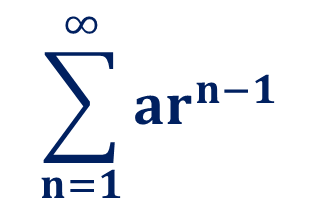 ∞
∑ arⁿ⁻¹
n=1